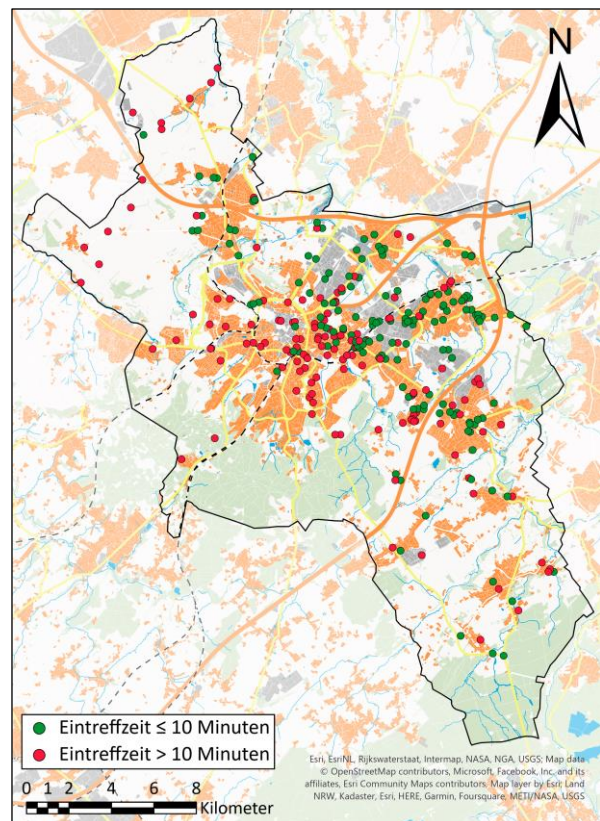 N
Eintreffzeit ≤ 10 Minuten
Eintreffzeit > 10 Minuten
0 2 4 6 8
Kilometer
Esri, EsriNL, Rijkswaterstaat, Intermap, NASA, NGA, USGS; Map data
© OpenStreetMap contributors, Microsoft, Facebook, Inc. and its
affiliates, Esri Community Maps contributors. Map layer by Esri; Land
NRW, Kadaster, Esri, HERE, Garmin, Foursquare, METI/NASA, USGS